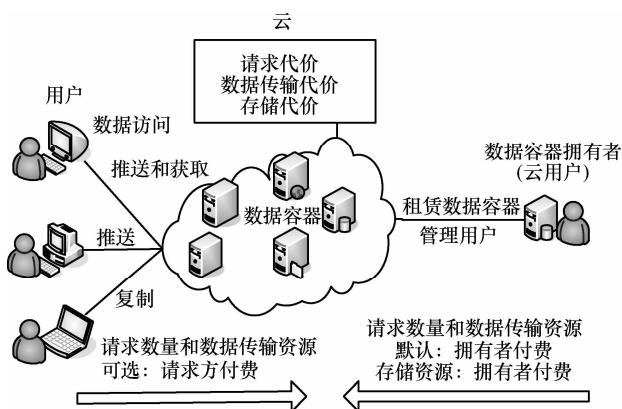 云
请求代价
数据传输代价
存储代价
用户
数据访问
推送和获取
数据容器
推送
复制
数据容器拥有者
(云用户)
租赁数据容器
管理用户
请求数量和数据传输资源
可选：请求方付费
请求数量和数据传输资源
默认：拥有者付费
存储资源：拥有者付费